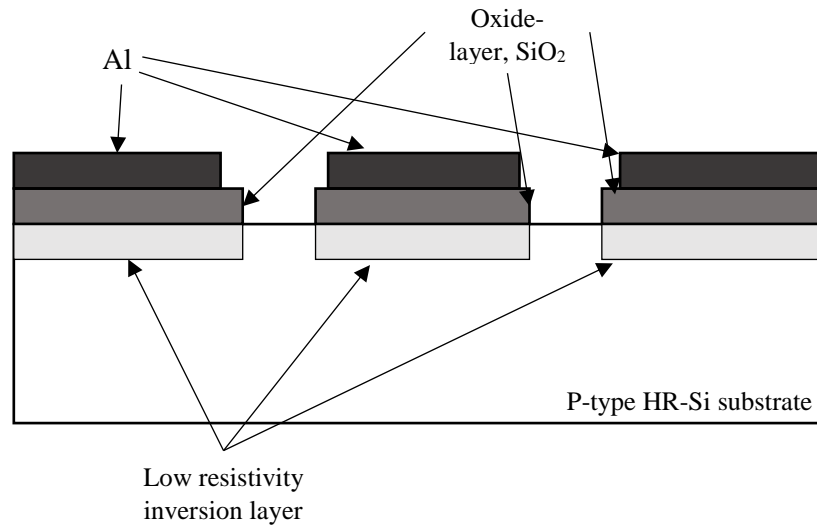 Oxide-
layer, SiO₂
Al
P-type HR-Si substrate
Low resistivity
inversion layer